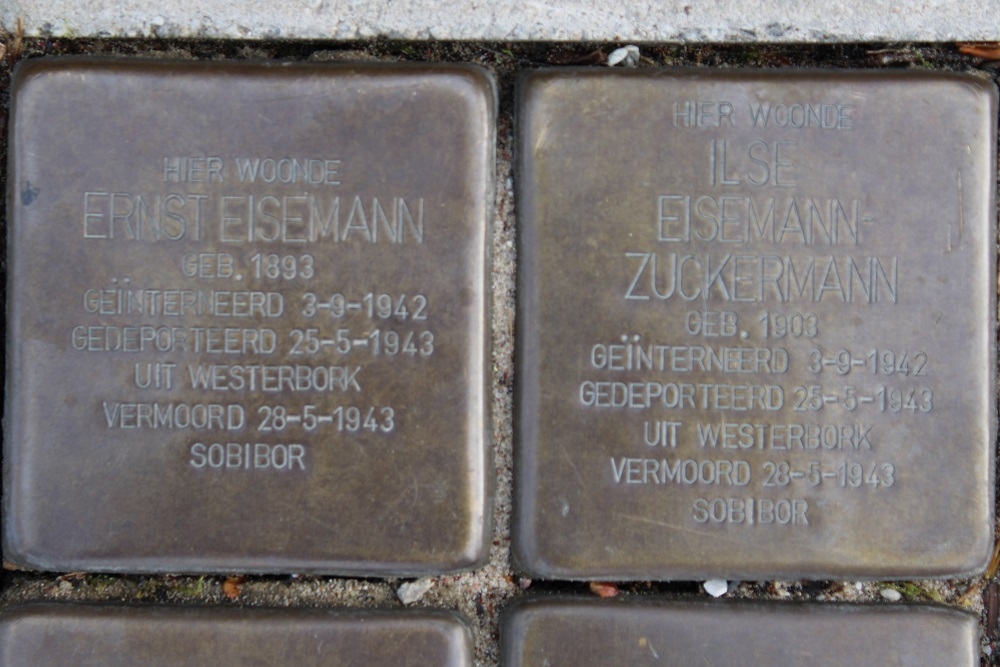 HIER WOONDE
ERNST EISEMANN
GEB. 1893
GEÏNTERNEERD 3-9-1942
GEDEPORTEERD 25-5-1943
UIT WESTERBORK
VERMOORD 28-5-1943
SOBIBOR
HIER WOONDE
ILSE
EISEMANN-
ZUCKERMANN
GEB. 1903
GEÏNTERNEERD 3-9-1942
GEDEPORTEERD 25-5-1943
UIT WESTERBORK
VERMOORD 28-5-1943
SOBIBOR